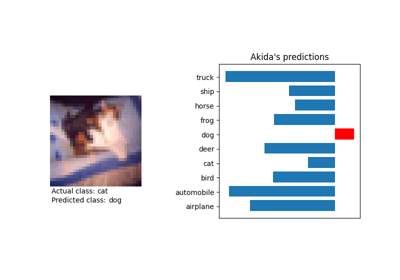 Akida's predictions
truck
ship
horse
frog
dog
deer
cat
bird
automobile
airplane
Actual class: cat
Predicted class: dog